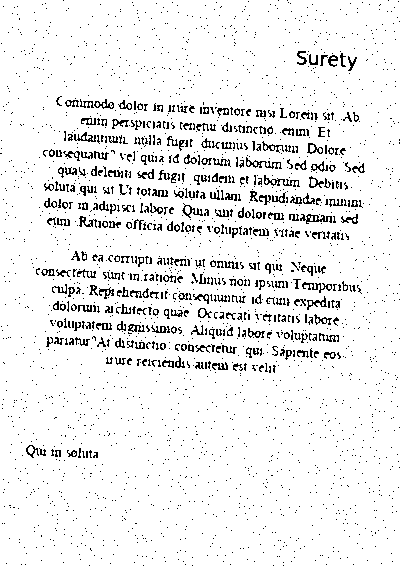 Surety
Commodo dolor in irure inventore nisi Lorem sit. Ab
enim perspiciatis tenetur distinctio. enim. Et
laudantium. nulla fugit. ducimus laborum. Dolore
consequatur? vel quia id dolorum laborum Sed odio. Sed
quasi deleniti sed fugit. quidem et laborum. Debitis
soluta qui sit Ut totam soluta ullam. Repudiandae minim
dolor in adipisci labore. Quia sint dolorem magnam sed
eum. Ratione officia dolore voluptatem vitae veritatis
Ab ea corrupti autem ut omnis sit qui. Neque
consectetur sunt in ratione. Minus non ipsum Temporibus
culpa. Reprehenderit consequuntur id cum expedita
dolorum architecto quae. Occaecati veritatis labore
voluptatem dignissimos. Aliquid labore voluptatum
pariatur? At distinctio. consectetur. qui. Sapiente eos
irure reiciendis autem est velit
Qui in soluta